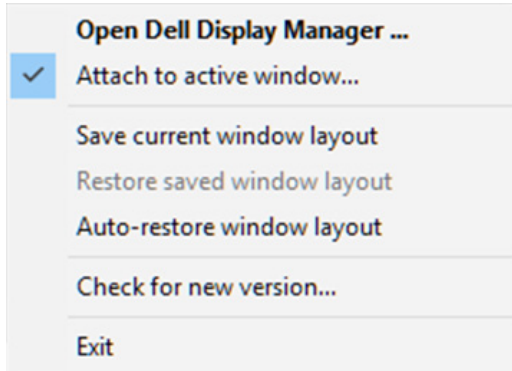 Open Dell Display Manager ...
Attach to active window...
Save current window layout
Restore saved window layout
Auto-restore window layout
Check for new version...
Exit